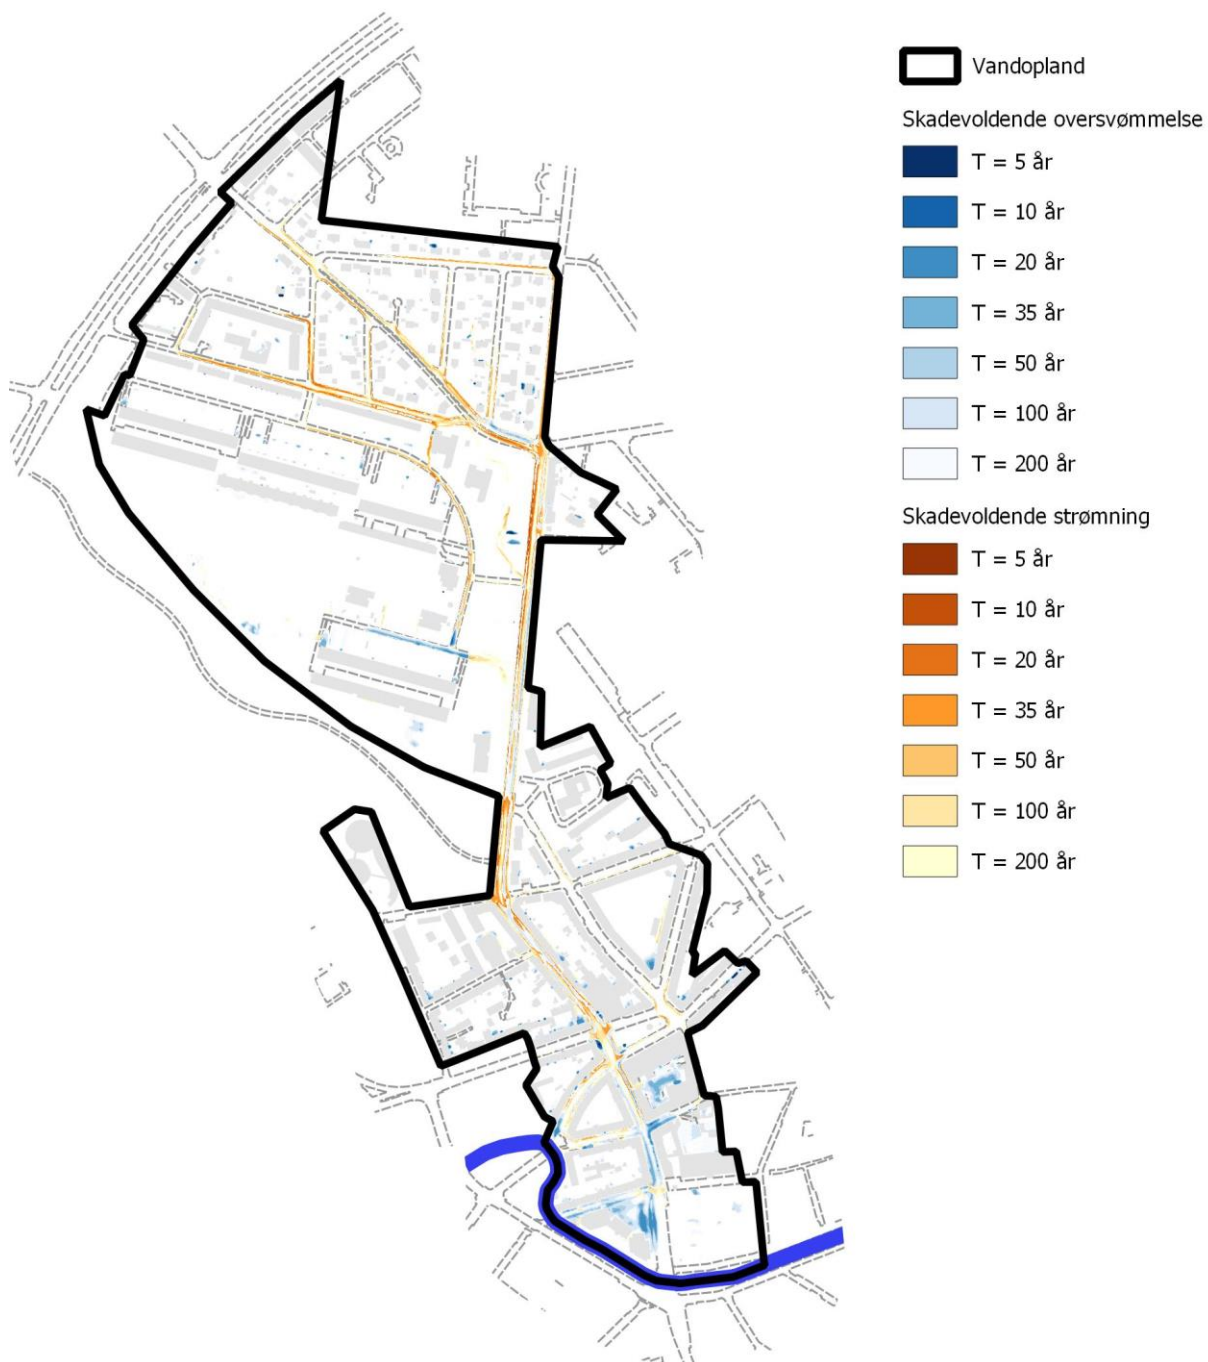 Vandopland
Skadevoldende oversvømmelse
T = 5 år
T = 10 år
T = 20 år
T = 35 år
T = 50 år
T = 100 år
T = 200 år
Skadevoldende strømning
T = 5 år
T = 10 år
T = 20 år
T = 35 år
T = 50 år
T = 100 år
T = 200 år